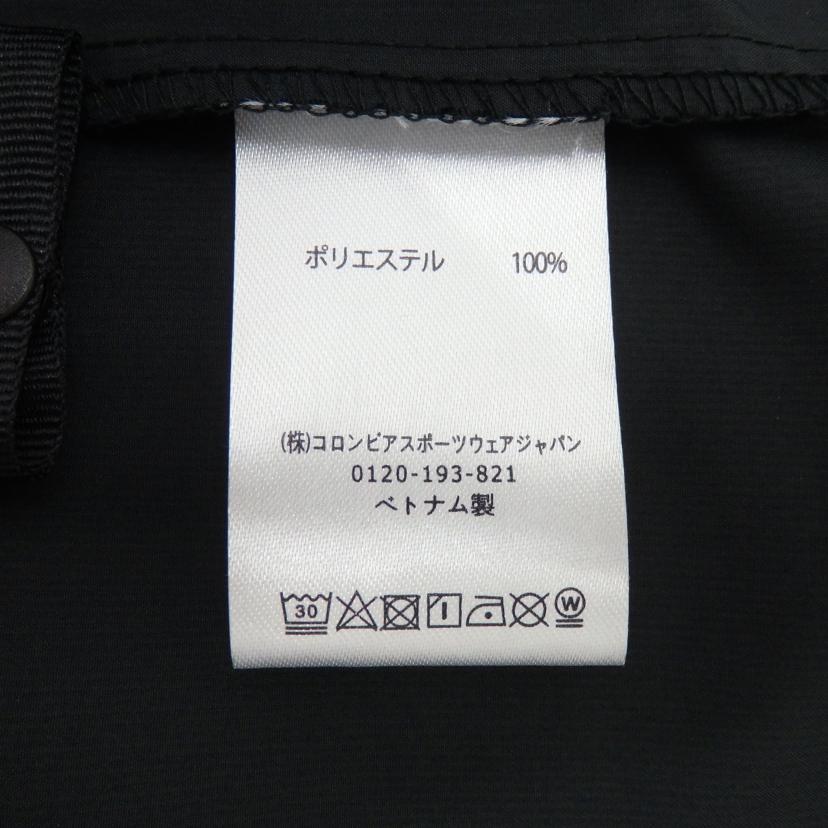 ポリエステル 100%
(株)コロンビアスポーツウェアジャパン
0120-193-821
ベトナム製
30 W